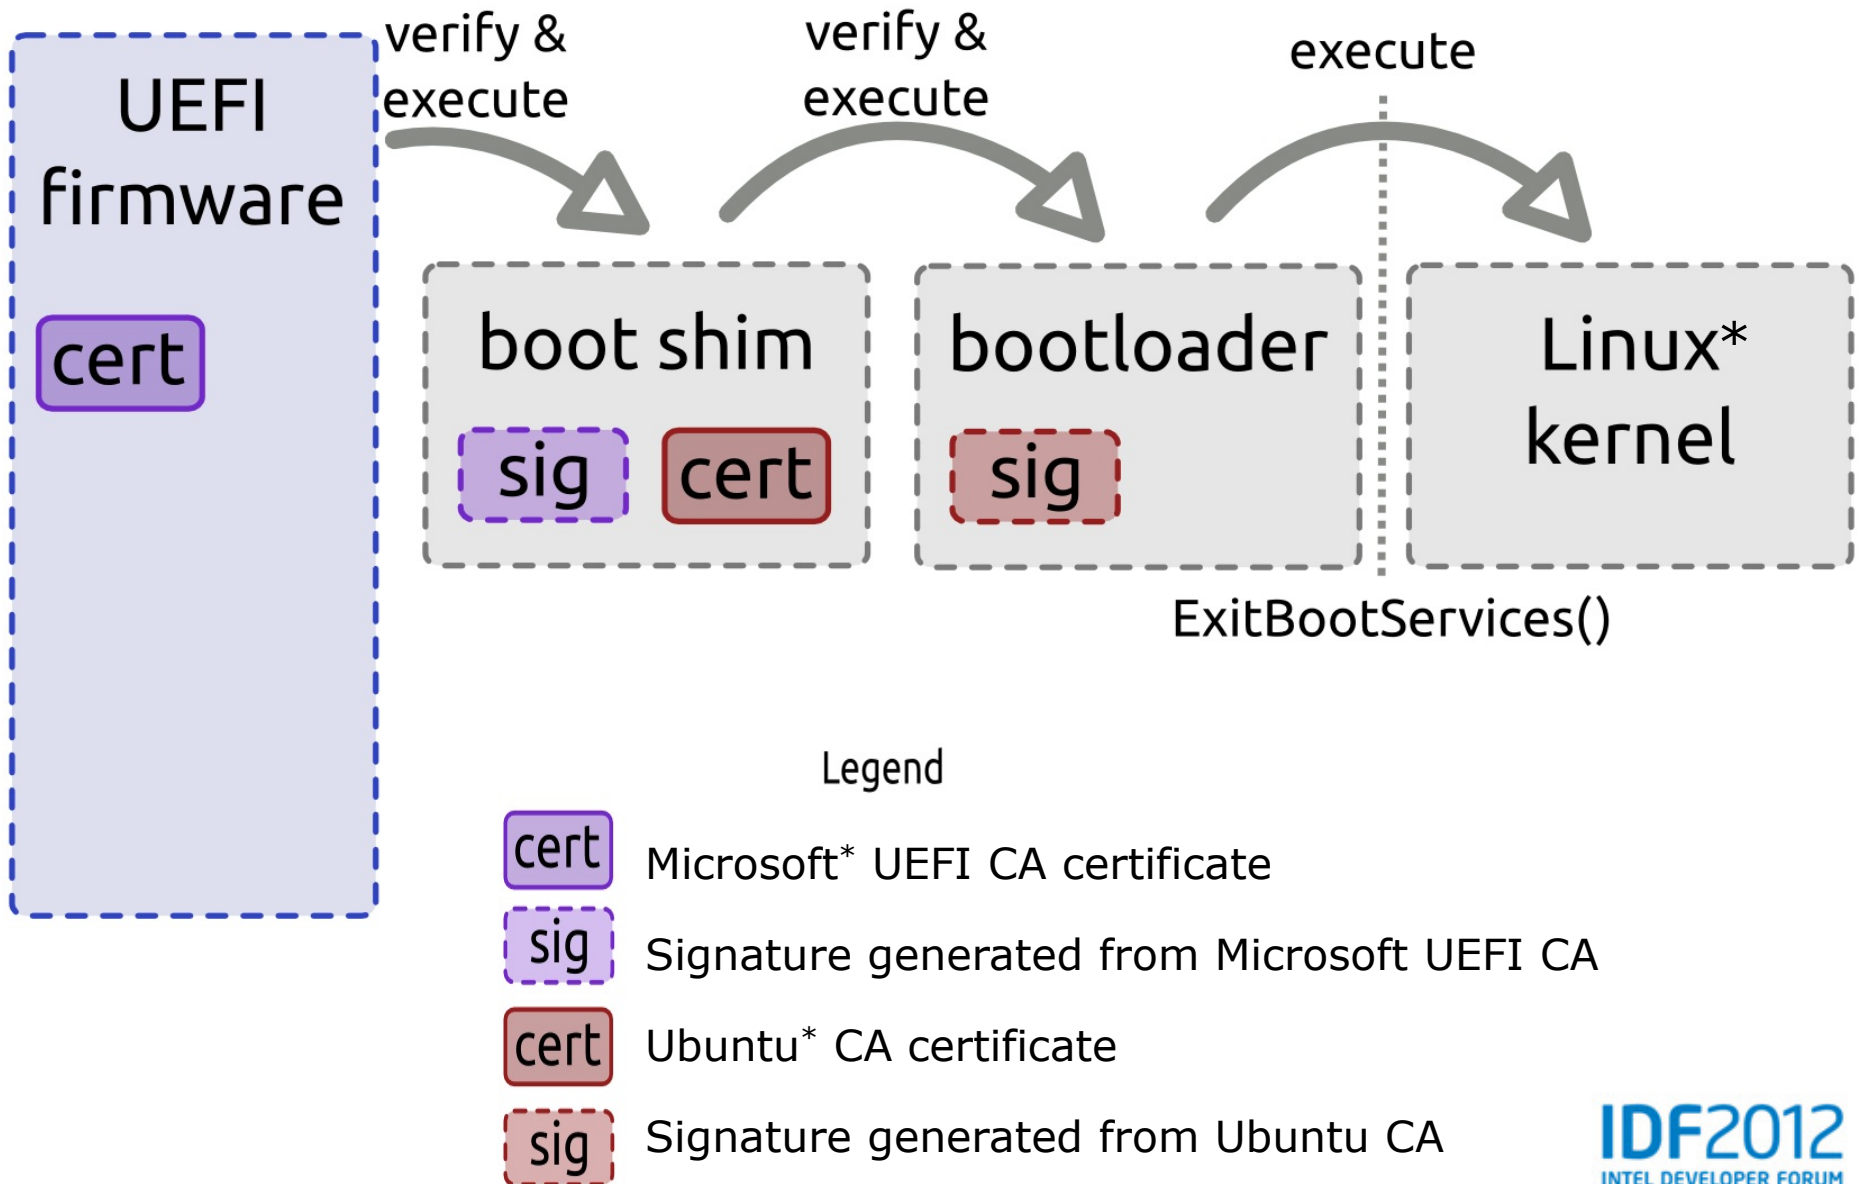 verify &
execute
verify &
execute
execute
UEFI
firmware
cert
boot shim
sig
cert
bootloader
sig
Linux*
kernel
ExitBootServices()
Legend
cert
Microsoft* UEFI CA certificate
sig
Signature generated from Microsoft UEFI CA
cert
Ubuntu* CA certificate
sig
Signature generated from Ubuntu CA
IDF2012
INTEL DEVELOPER FORUM